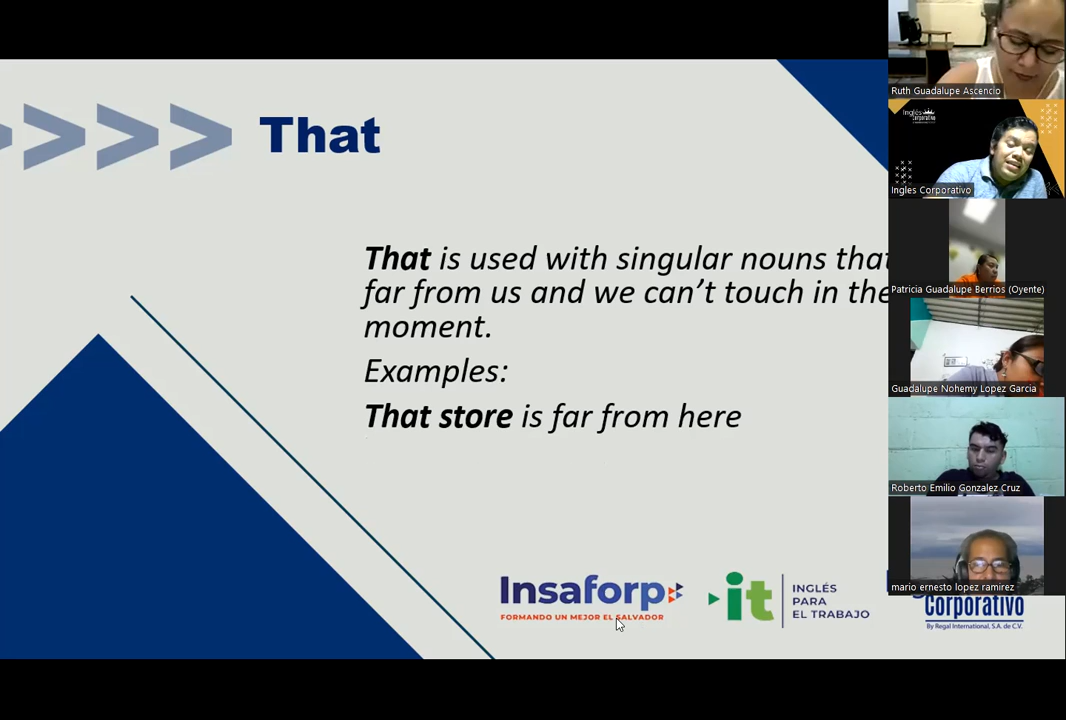 That
That is used with singular nouns that
far from us and we can't touch in the
moment.
Examples:
That store is far from here
Insaforp
FORMANDO UN MEJOR EL SALVADOR
it
INGLÉS
PARA
EL TRABAJO
Corporativo
By Regal International, S.A. de C.V.
Ruth Guadalupe Ascencio
Inglés
Corporativo
Ingles Corporativo
Patricia Guadalupe Berrios (Oyente)
Guadalupe Nohemy Lopez Garcia
Roberto Emilio Gonzalez Cruz
mario ernesto lopez ramirez